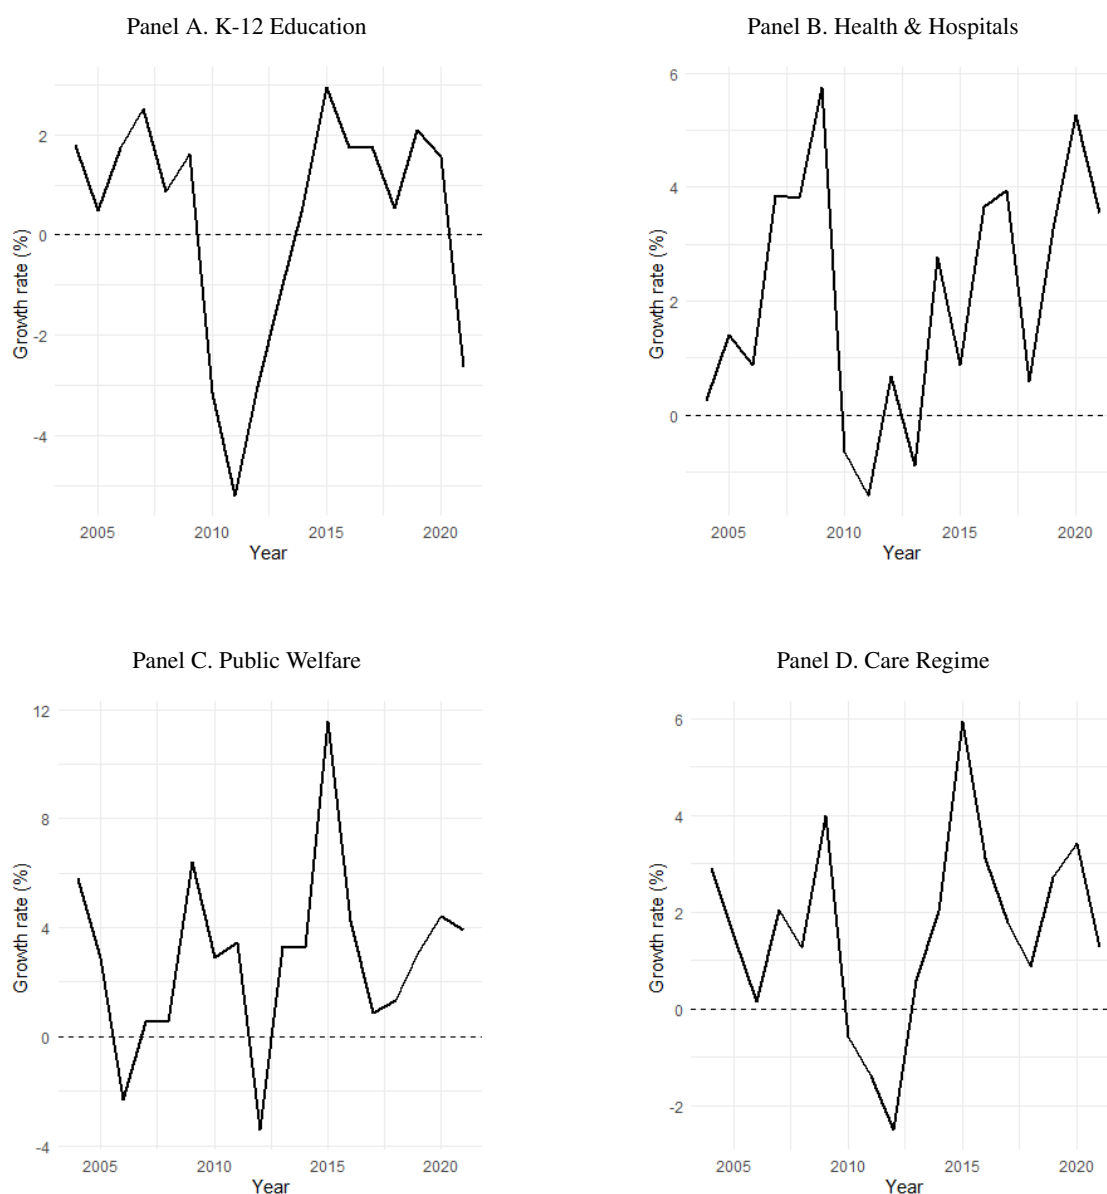 Panel A. K-12 Education
Growth rate (%)
2
0
-2
-4
2005 2010 2015 2020
Year
Panel B. Health & Hospitals
Growth rate (%)
6
4
2
0
2005 2010 2015 2020
Year
Panel C. Public Welfare
Growth rate (%)
12
8
4
0
-4
2005 2010 2015 2020
Year
Panel D. Care Regime
Growth rate (%)
6
4
2
0
-2
2005 2010 2015 2020
Year